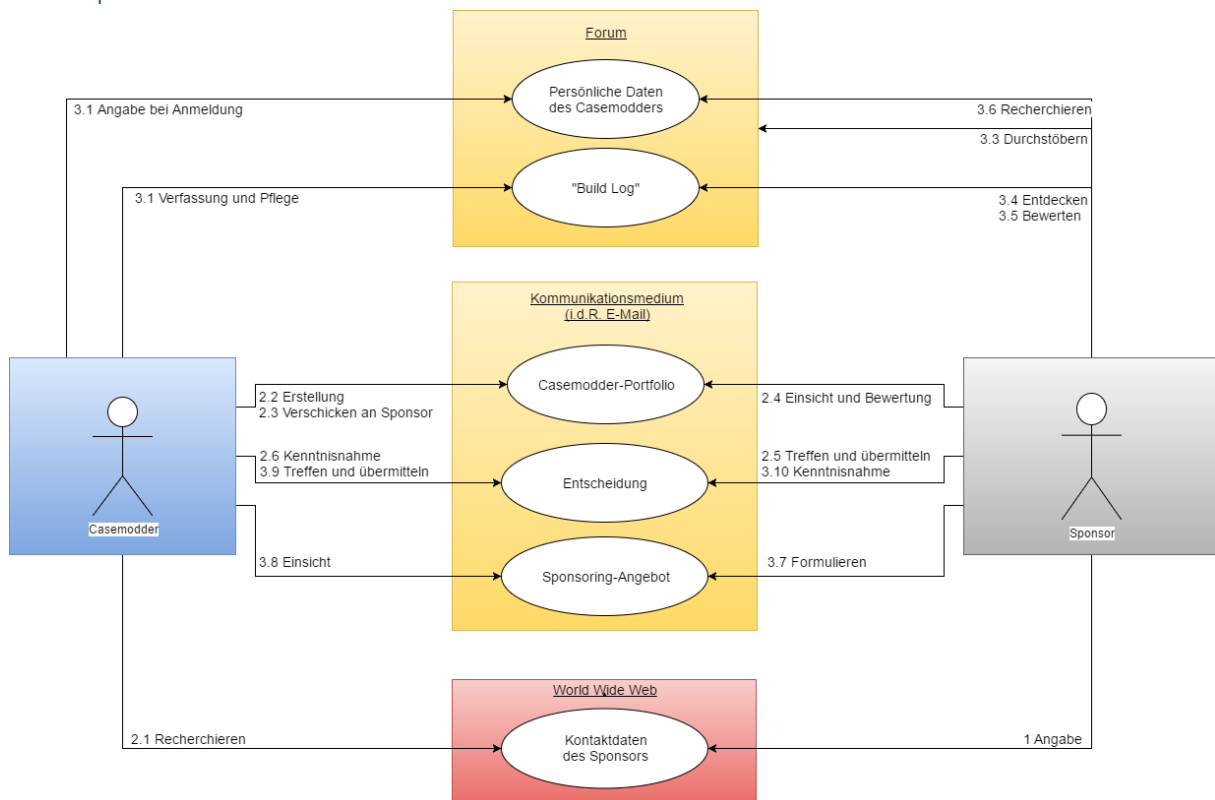 Forum
Persönliche Daten
des Casemodders
3.1 Angabe bei Anmeldung
3.6 Recherchieren
3.3 Durchstöbern
"Build Log"
3.1 Verfassung und Pflege
3.4 Entdecken
3.5 Bewerten
Kommunikationsmedium
(i.d.R. E-Mail)
Casemodder-Portfolio
2.2 Erstellung
2.3 Verschicken an Sponsor
2.4 Einsicht und Bewertung
2.6 Kenntnisnahme
3.9 Treffen und übermitteln
Entscheidung
2.5 Treffen und übermitteln
3.10 Kenntnisnahme
Casemodder
Sponsor
3.8 Einsicht
Sponsoring-Angebot
3.7 Formulieren
World Wide Web
2.1 Recherchieren
Kontaktdaten
des Sponsors
1 Angabe